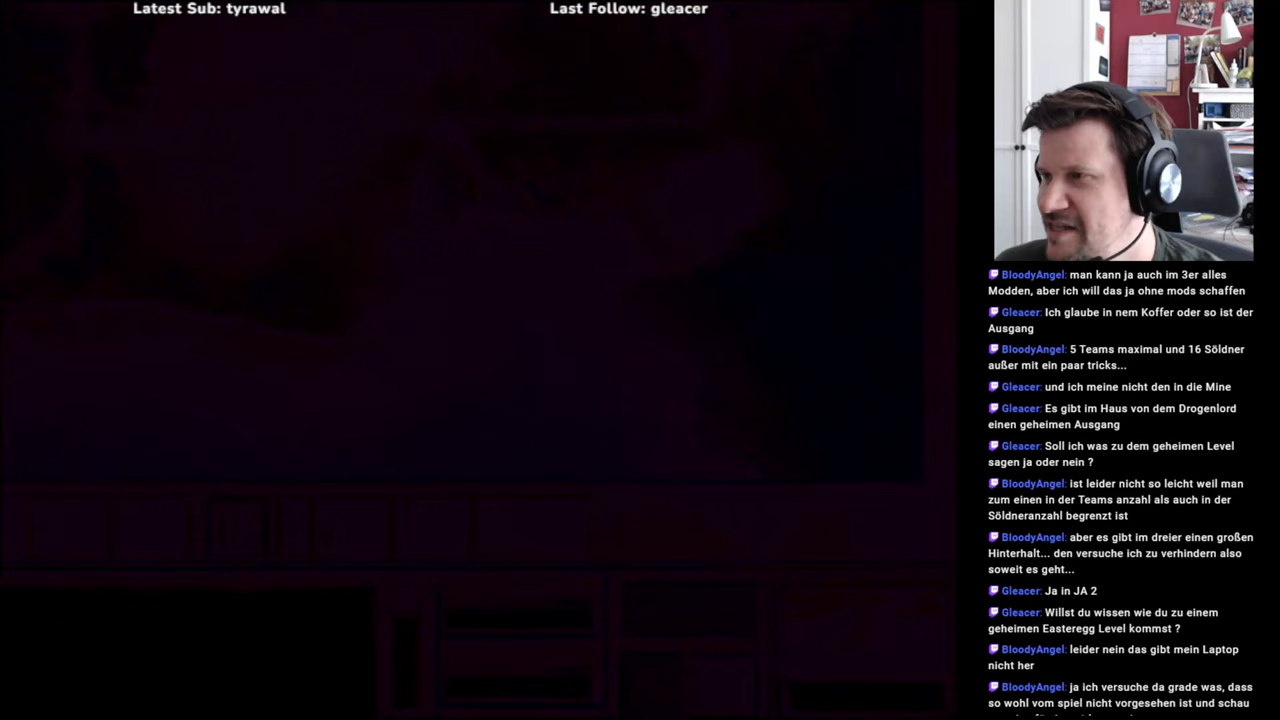 Latest Sub: tyrawal
Last Follow: gleacer
BloodyAngel: man kann ja auch im 3er alles
Modden, aber ich will das ja ohne mods schaffen
Gleacer: Ich glaube in nem Koffer oder so ist der
Ausgang
BloodyAngel: 5 Teams maximal und 16 Söldner
außer mit ein paar tricks...
Gleacer: und ich meine nicht den in die Mine
Gleacer: Es gibt im Haus von dem Drogenlord
einen geheimen Ausgang
Gleacer: Soll ich was zu dem geheimen Level
sagen ja oder nein ?
BloodyAngel: ist leider nicht so leicht weil man
zum einen in der Teams anzahl als auch in der
Söldneranzahl begrenzt ist
BloodyAngel: aber es gibt im dreier einen großen
Hinterhalt... den versuche ich zu verhindern also
soweit es geht...
Gleacer: Ja in JA 2
Gleacer: Willst du wissen wie du zu einem
geheimen Easteregg Level kommst ?
BloodyAngel: leider nein das gibt mein Laptop
nicht her
BloodyAngel: ja ich versuche da grade was, dass
so wohl vom spiel nicht vorgesehen ist und schau